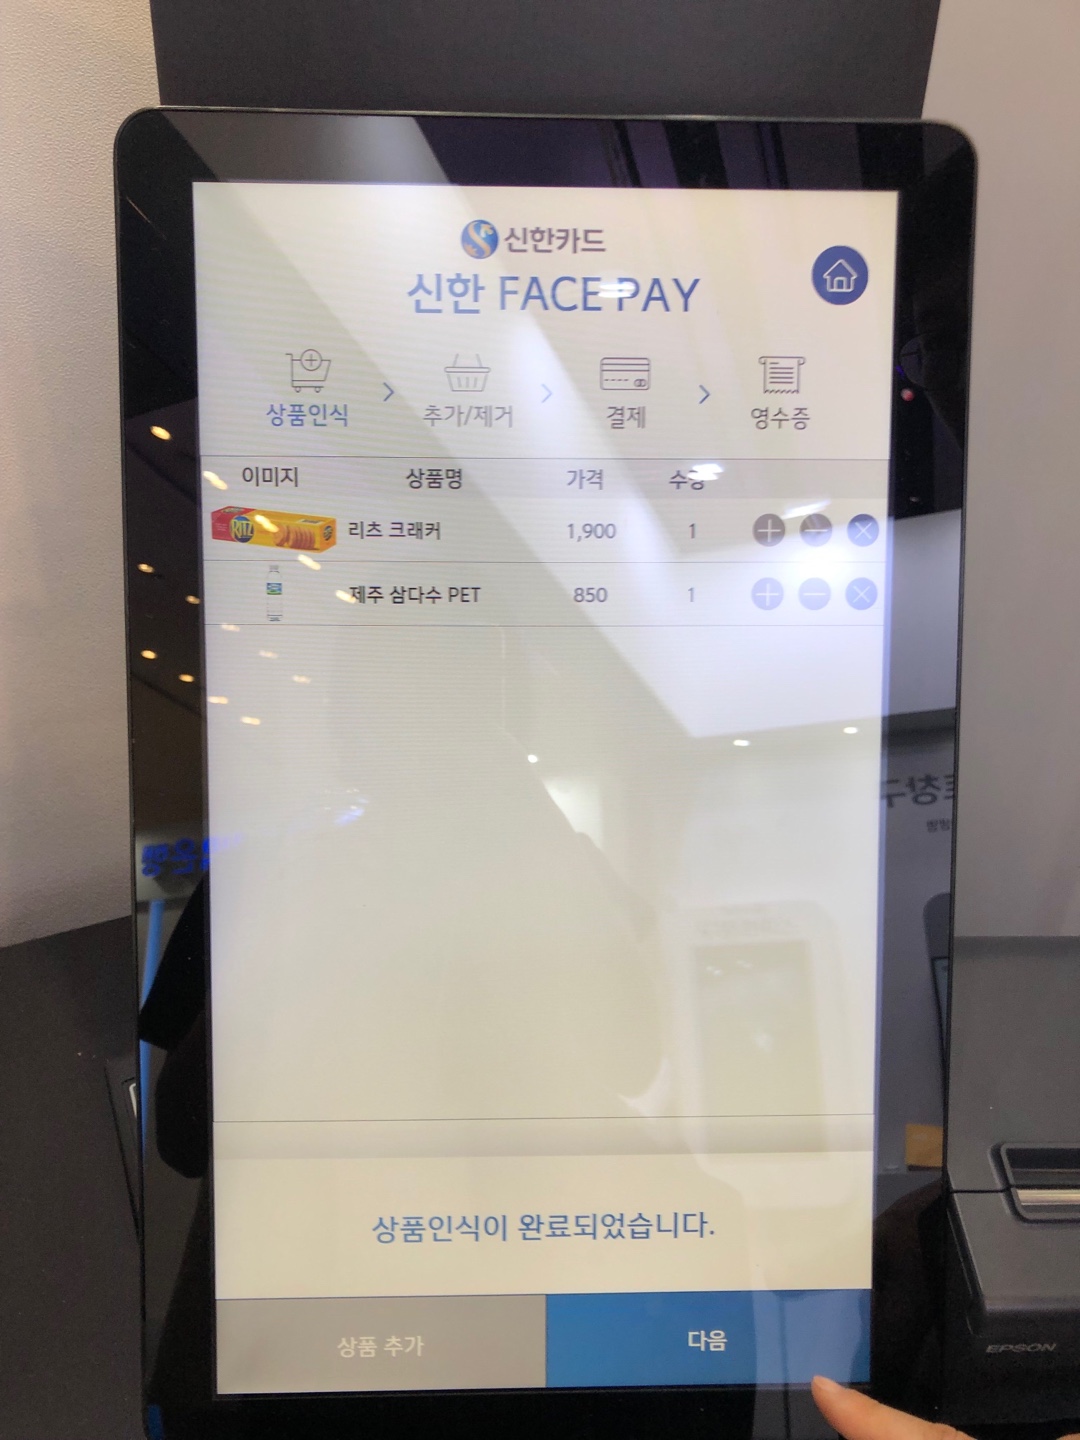 신한카드
신한 FACE PAY
상품인식 > 추가/제거 > 결제 > 영수증
이미지 상품명 가격 수량
RITZ 리츠 크래커 1,900 1
제주 삼다수 PET 850 1
상품인식이 완료되었습니다.
상품 추가 다음
EPSON